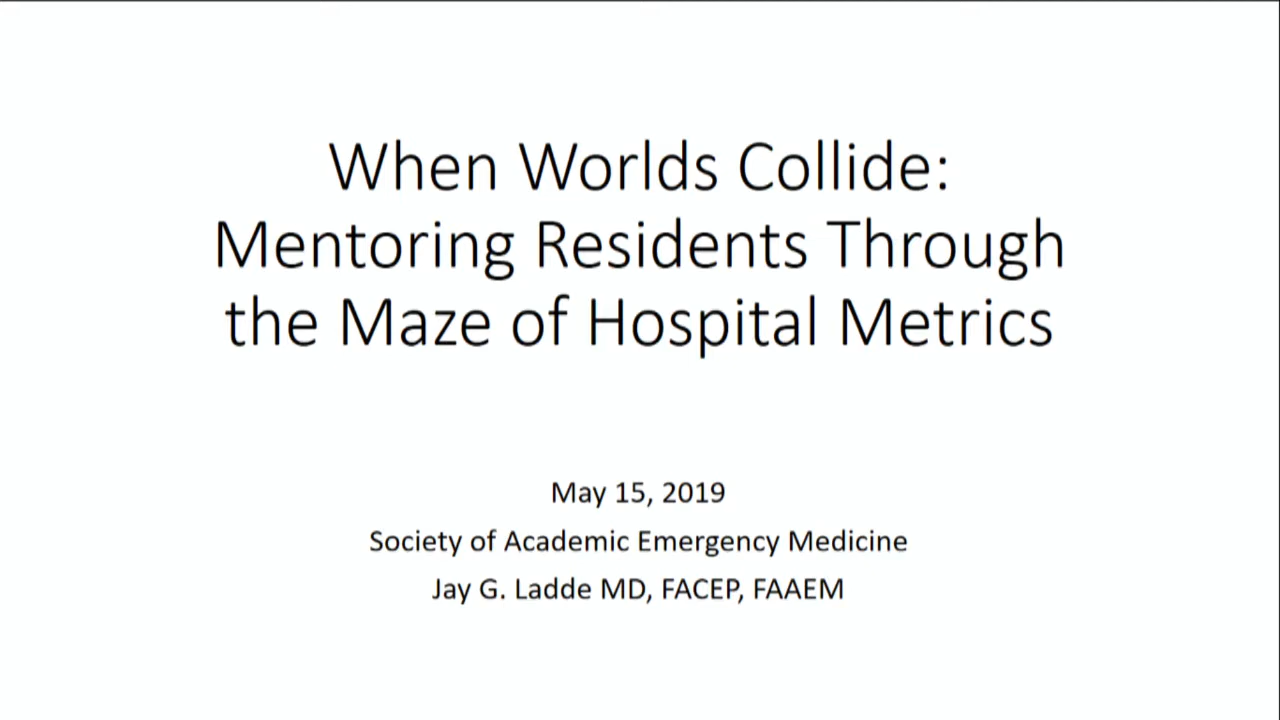 When Worlds Collide:
Mentoring Residents Through
the Maze of Hospital Metrics
May 15, 2019
Society of Academic Emergency Medicine
Jay G. Ladde MD, FACEP, FAAEM